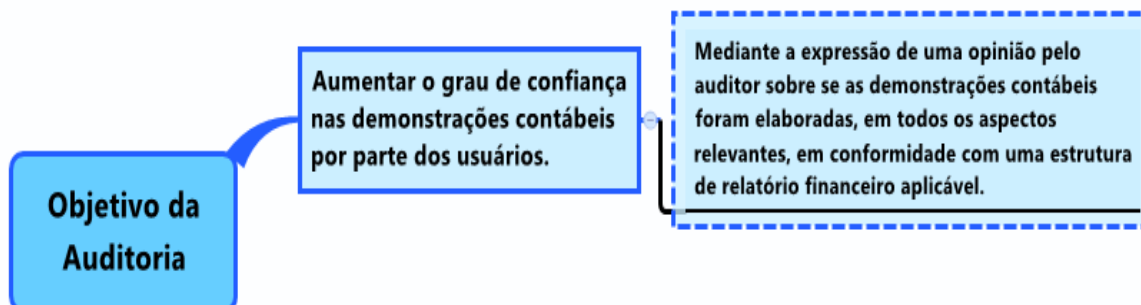 Objetivo da
Auditoria
Aumentar o grau de confiança
nas demonstrações contábeis
por parte dos usuários.
Mediante a expressão de uma opinião pelo
auditor sobre se as demonstrações contábeis
foram elaboradas, em todos os aspectos
relevantes, em conformidade com uma estrutura
de relatório financeiro aplicável.